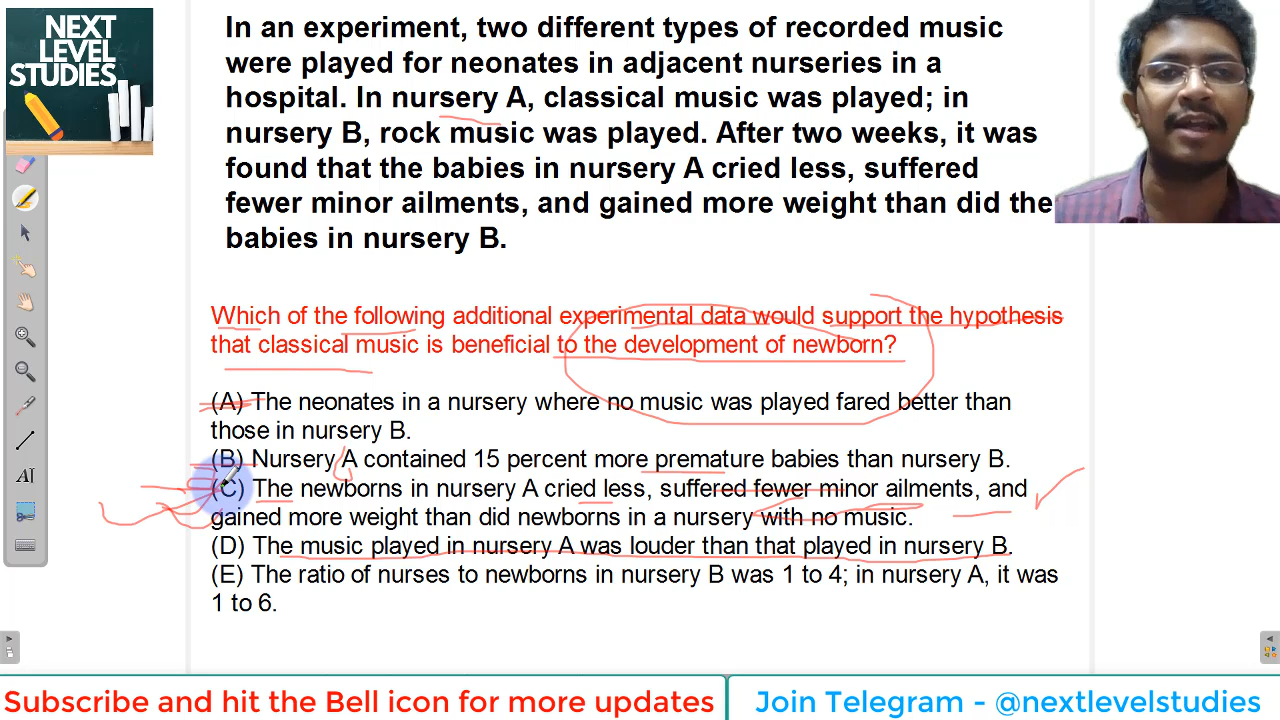 NEXT
LEVEL
STUDIES
In an experiment, two different types of recorded music
were played for neonates in adjacent nurseries in a
hospital. In nursery A, classical music was played; in
nursery B, rock music was played. After two weeks, it was
found that the babies in nursery A cried less, suffered
fewer minor ailments, and gained more weight than did the
babies in nursery B.
Which of the following additional experimental data would support the hypothesis
that classical music is beneficial to the development of newborn?
(A) The neonates in a nursery where no music was played fared better than
those in nursery B.
(B) Nursery A contained 15 percent more premature babies than nursery B.
(C) The newborns in nursery A cried less, suffered fewer minor ailments, and
gained more weight than did newborns in a nursery with no music.
(D) The music played in nursery A was louder than that played in nursery B.
(E) The ratio of nurses to newborns in nursery B was 1 to 4; in nursery A, it was
1 to 6.
AI
Subscribe and hit the Bell icon for more updates
Join Telegram - @nextlevelstudies